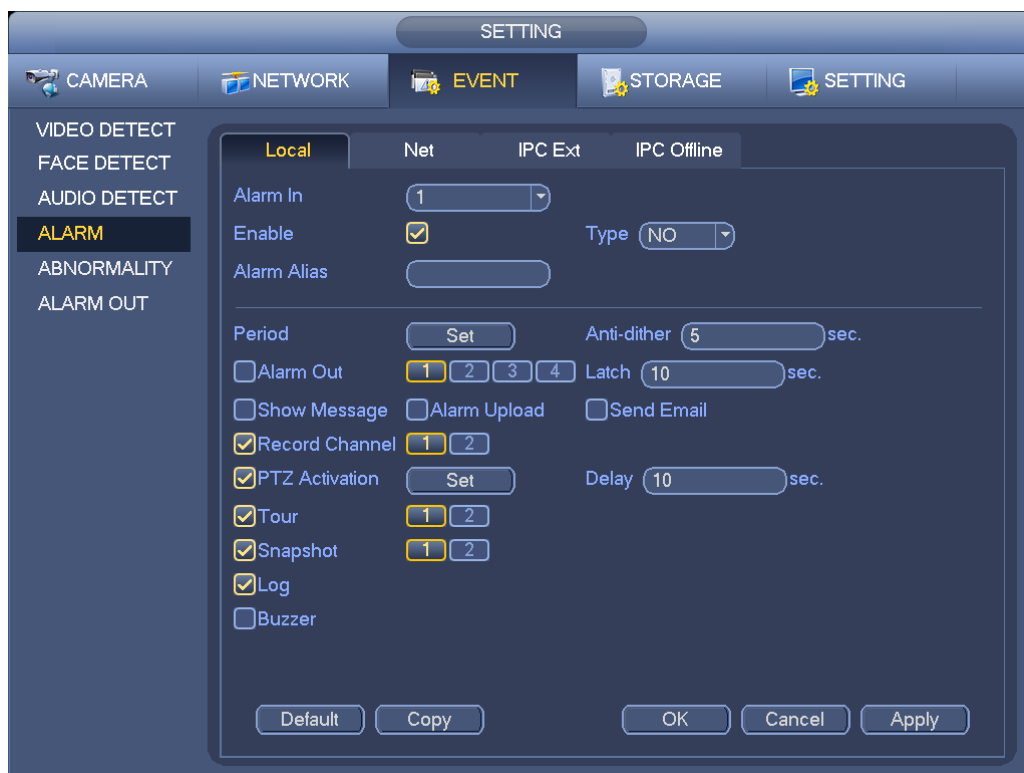 SETTING
CAMERA NETWORK EVENT STORAGE SETTING
VIDEO DETECT
FACE DETECT
AUDIO DETECT
ALARM
ABNORMALITY
ALARM OUT
Local Net IPC Ext IPC Offline
Alarm In 1
Enable Type NO
Alarm Alias
Period Set Anti-dither 5 sec.
Alarm Out 1 2 3 4 Latch 10 sec.
Show Message Alarm Upload Send Email
Record Channel 1 2
PTZ Activation Set Delay 10 sec.
Tour 1 2
Snapshot 1 2
Log
Buzzer
Default Copy OK Cancel Apply